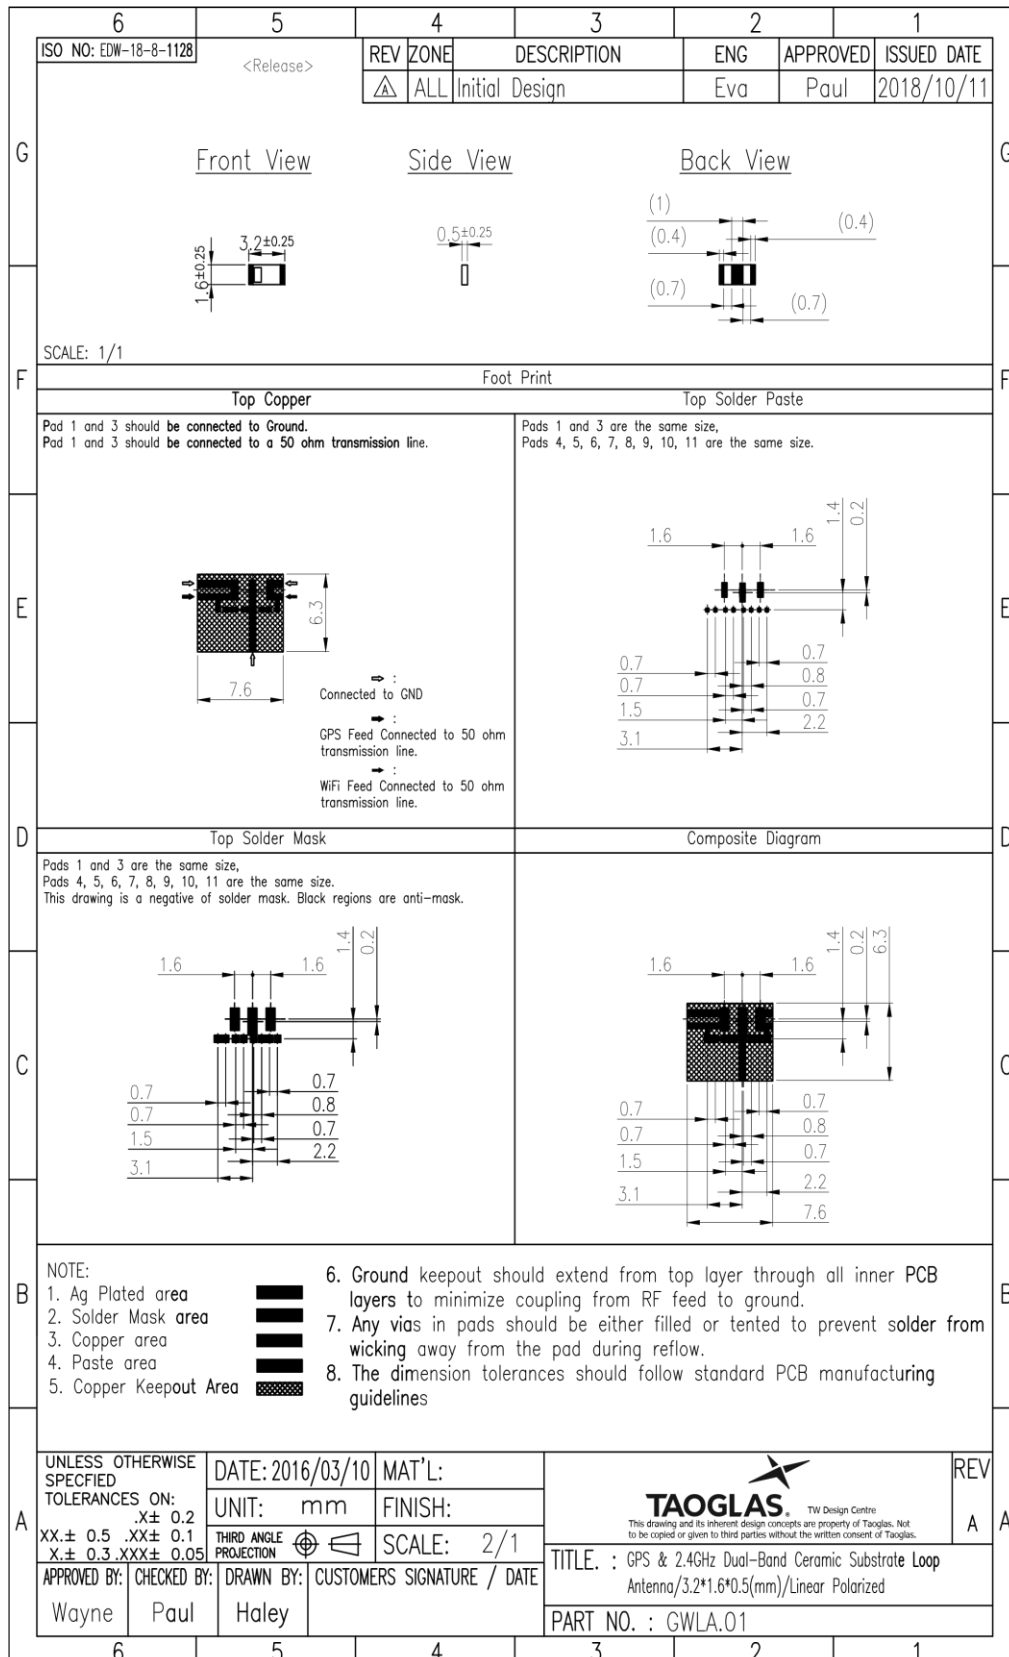 6 5 4 3 2 1
ISO NO: EDW-18-8-1128
<Release>
REV ZONE DESCRIPTION ENG APPROVED ISSUED DATE
A ALL Initial Design Eva Paul 2018/10/11
G G
Front View Side View Back View
3.2±0.25
1.6±0.25
0.5±0.25
(1)
(0.4) (0.4)
(0.7) (0.7)
SCALE: 1/1
F F
Foot Print
Top Copper Top Solder Paste
Pad 1 and 3 should be connected to Ground.
Pad 1 and 3 should be connected to a 50 ohm transmission line.
Pads 1 and 3 are the same size,
Pads 4, 5, 6, 7, 8, 9, 10, 11 are the same size.
E E
6.3
7.6
⇨ :
Connected to GND
➡ :
GPS Feed Connected to 50 ohm
transmission line.
➡ :
WiFi Feed Connected to 50 ohm
transmission line.
1.6 1.6 1.4 0.2
0.7 0.7
0.7 0.8
1.5 0.7
3.1 2.2
D D
Top Solder Mask Composite Diagram
Pads 1 and 3 are the same size,
Pads 4, 5, 6, 7, 8, 9, 10, 11 are the same size.
This drawing is a negative of solder mask. Black regions are anti-mask.
C C
1.6 1.6 1.4 0.2
0.7 0.7
0.7 0.8
1.5 0.7
3.1 2.2
1.6 1.6 1.4 0.2 6.3
0.7 0.7
0.7 0.8
1.5 0.7
3.1 2.2
7.6
B B
NOTE:
1. Ag Plated area
2. Solder Mask area
3. Copper area
4. Paste area
5. Copper Keepout Area
6. Ground keepout should extend from top layer through all inner PCB
layers to minimize coupling from RF feed to ground.
7. Any vias in pads should be either filled or tented to prevent solder from
wicking away from the pad during reflow.
8. The dimension tolerances should follow standard PCB manufacturing
guidelines
A A
UNLESS OTHERWISE
SPECFIED
TOLERANCES ON:
.X± 0.2
XX.± 0.5 .XX± 0.1
X.± 0.3 .XXX± 0.05
DATE: 2016/03/10 MAT'L:
UNIT: mm FINISH:
THIRD ANGLE
PROJECTION
SCALE: 2/1
APPROVED BY: CHECKED BY: DRAWN BY: CUSTOMERS SIGNATURE / DATE
Wayne Paul Haley
TAOGLAS. TW Design Centre
This drawing and its inherent design concepts are property of Taoglas. Not
to be copied or given to third parties without the written consent of Taoglas.
REV
A
TITLE. : GPS & 2.4GHz Dual-Band Ceramic Substrate Loop
Antenna/3.2*1.6*0.5(mm)/Linear Polarized
PART NO. : GWLA.01
6 5 4 3 2 1